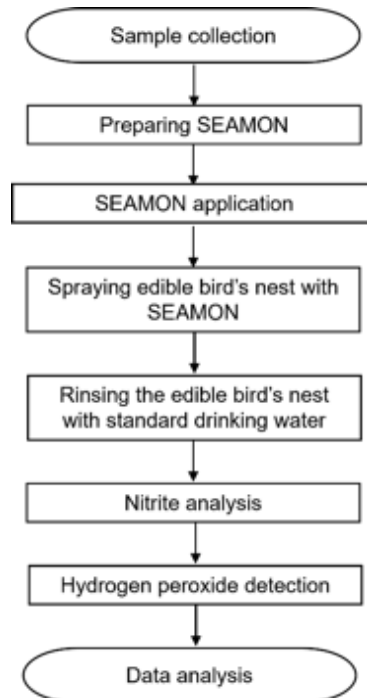 Sample collection
Preparing SEAMON
SEAMON application
Spraying edible bird's nest with
SEAMON
Rinsing the edible bird's nest
with standard drinking water
Nitrite analysis
Hydrogen peroxide detection
Data analysis